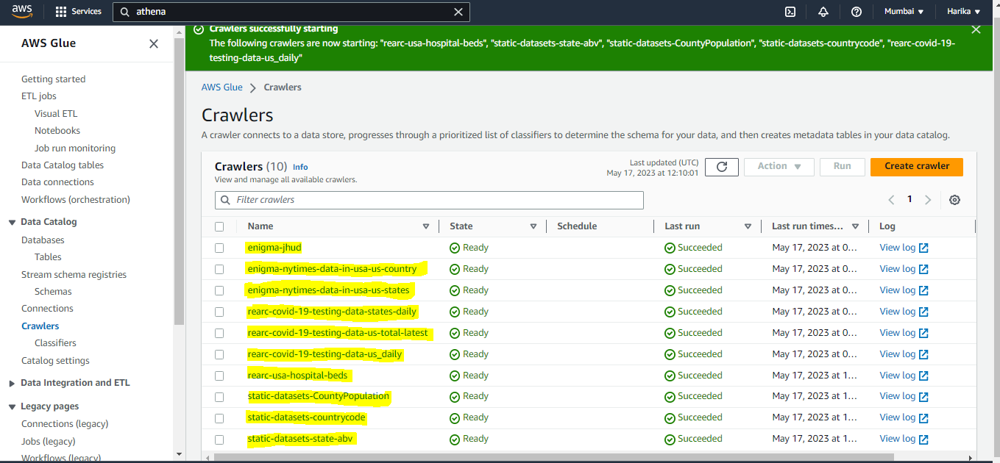 aws Services athena Mumbai Harika
AWS Glue
Getting started
ETL jobs
Visual ETL
Notebooks
Job run monitoring
Data Catalog tables
Data connections
Workflows (orchestration)
Data Catalog
Databases
Tables
Stream schema registries
Schemas
Connections
Crawlers
Classifiers
Catalog settings
Data Integration and ETL
Legacy pages
Connections (legacy)
Jobs (legacy)
Workflows (legacy)
Crawlers successfully starting
The following crawlers are now starting: "rearc-usa-hospital-beds", "static-datasets-state-abv", "static-datasets-CountyPopulation", "static-datasets-countrycode", "rearc-covid-19-
testing-data-us_daily"
AWS Glue > Crawlers
Crawlers
A crawler connects to a data store, progresses through a prioritized list of classifiers to determine the schema for your data, and then creates metadata tables in your data catalog.
Crawlers (10) Info
View and manage all available crawlers.
Last updated (UTC)
May 17, 2023 at 12:10:01
Action Run Create crawler
Filter crawlers
1
Name State Schedule Last run Last run times... Log
enigma-jhud Ready Succeeded May 17, 2023 at 0... View log
enigma-nytimes-data-in-usa-us-country Ready Succeeded May 17, 2023 at 0... View log
enigma-nytimes-data-in-usa-us-states Ready Succeeded May 17, 2023 at 0... View log
rearc-covid-19-testing-data-states-daily Ready Succeeded May 17, 2023 at 0... View log
rearc-covid-19-testing-data-us-total-latest Ready Succeeded May 17, 2023 at 0... View log
rearc-covid-19-testing-data-us_daily Ready Succeeded May 17, 2023 at 0... View log
rearc-usa-hospital-beds Ready Succeeded May 17, 2023 at 1... View log
static-datasets-CountyPopulation Ready Succeeded May 17, 2023 at 1... View log
static-datasets-countrycode Ready Succeeded May 17, 2023 at 1... View log
static-datasets-state-abv Ready Succeeded May 17, 2023 at 1... View log